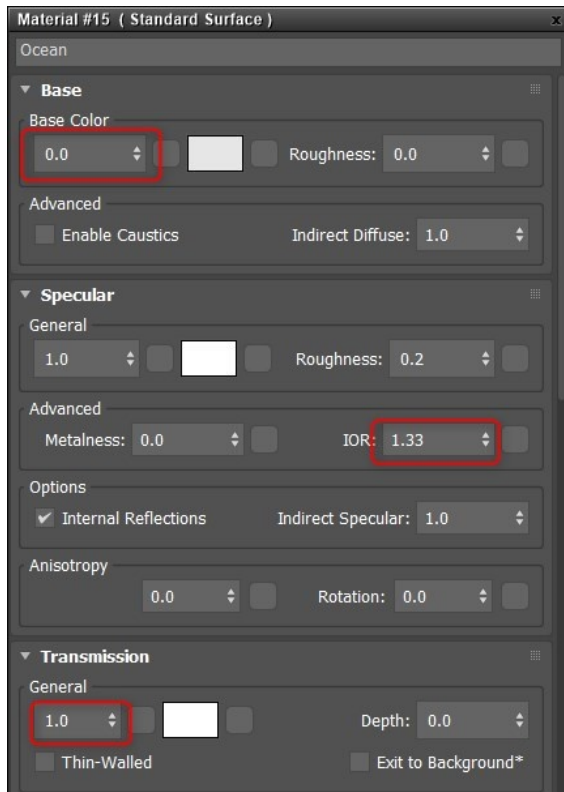 Material #15 ( Standard Surface )
x
Ocean
Base
Base Color
0.0 Roughness: 0.0
Advanced
Enable Caustics Indirect Diffuse: 1.0
Specular
General
1.0 Roughness: 0.2
Advanced
Metalness: 0.0 IOR: 1.33
Options
Internal Reflections Indirect Specular: 1.0
Anisotropy
0.0 Rotation: 0.0
Transmission
General
1.0 Depth: 0.0
Thin-Walled Exit to Background*